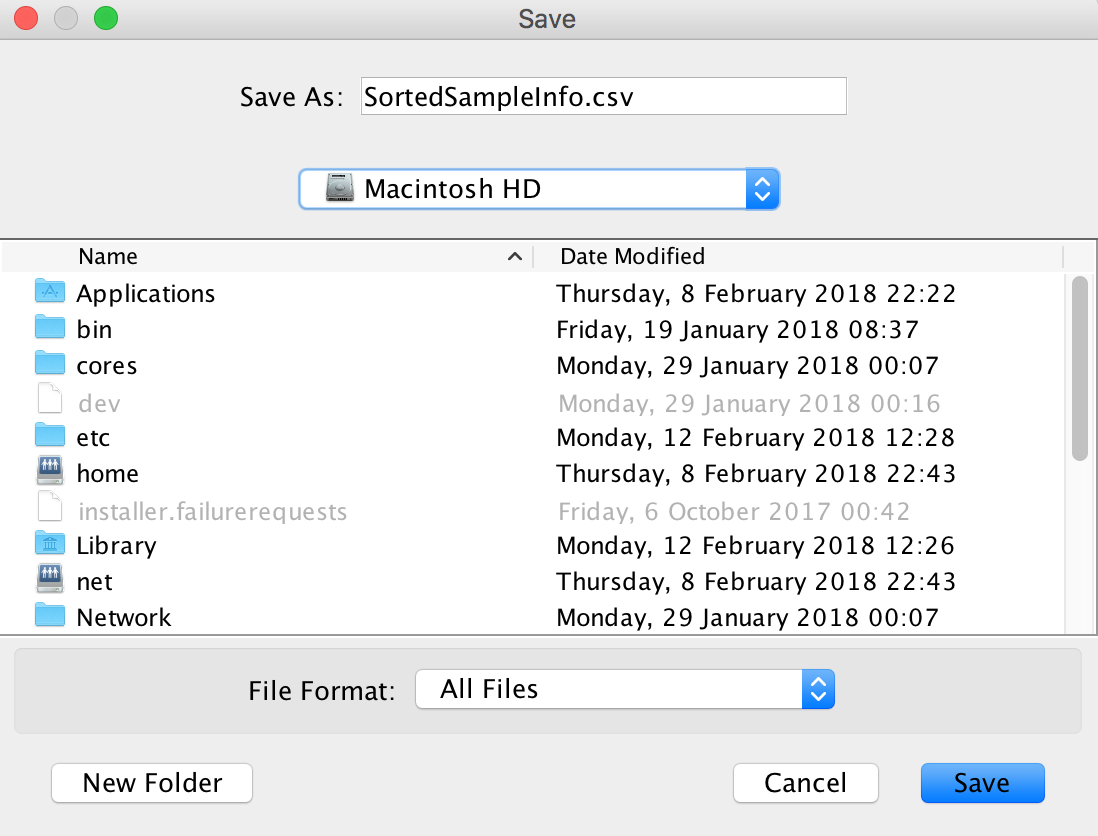 Save
Save As: SortedSampleInfo.csv
Macintosh HD
Name Date Modified
Applications Thursday, 8 February 2018 22:22
bin Friday, 19 January 2018 08:37
cores Monday, 29 January 2018 00:07
dev Monday, 29 January 2018 00:16
etc Monday, 12 February 2018 12:28
home Thursday, 8 February 2018 22:43
installer.failurerequests Friday, 6 October 2017 00:42
Library Monday, 12 February 2018 12:26
net Thursday, 8 February 2018 22:43
Network Monday, 29 January 2018 00:07
File Format: All Files
New Folder Cancel Save